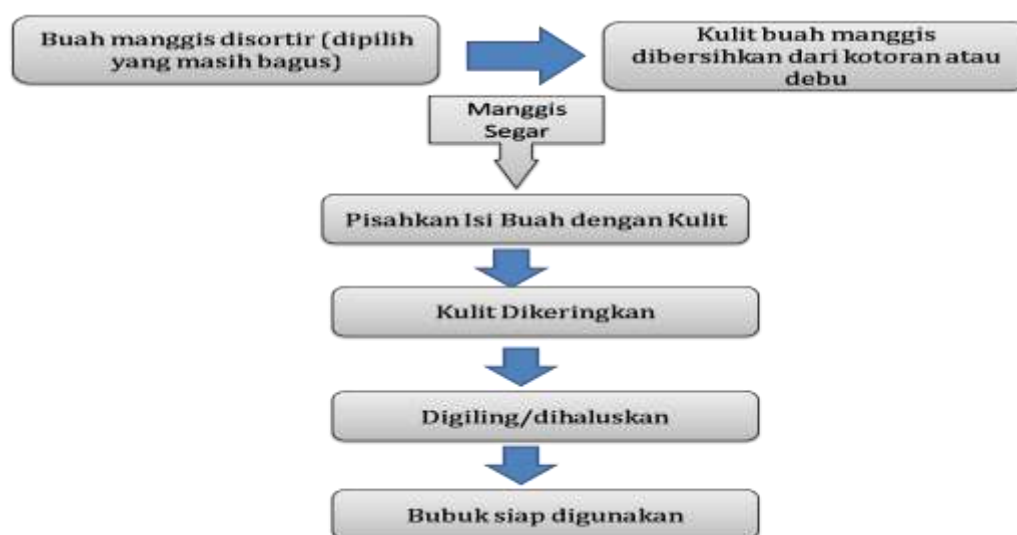 Buah manggis disortir (dipilih
yang masih bagus)
Kulit buah manggis
dibersihkan dari kotoran atau
debu
Manggis
Segar
Pisahkan Isi Buah dengan Kulit
Kulit Dikeringkan
Digiling/dihaluskan
Bubuk siap digunakan